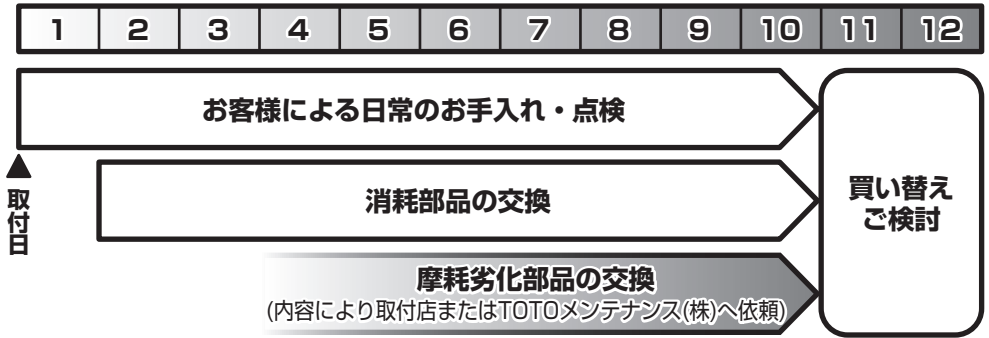 1 2 3 4 5 6 7 8 9 10 11 12
お客様による日常のお手入れ・点検
取付日
消耗部品の交換
買い替え
ご検討
摩耗劣化部品の交換
(内容により取付店またはTOTOメンテナンス(株)へ依頼)